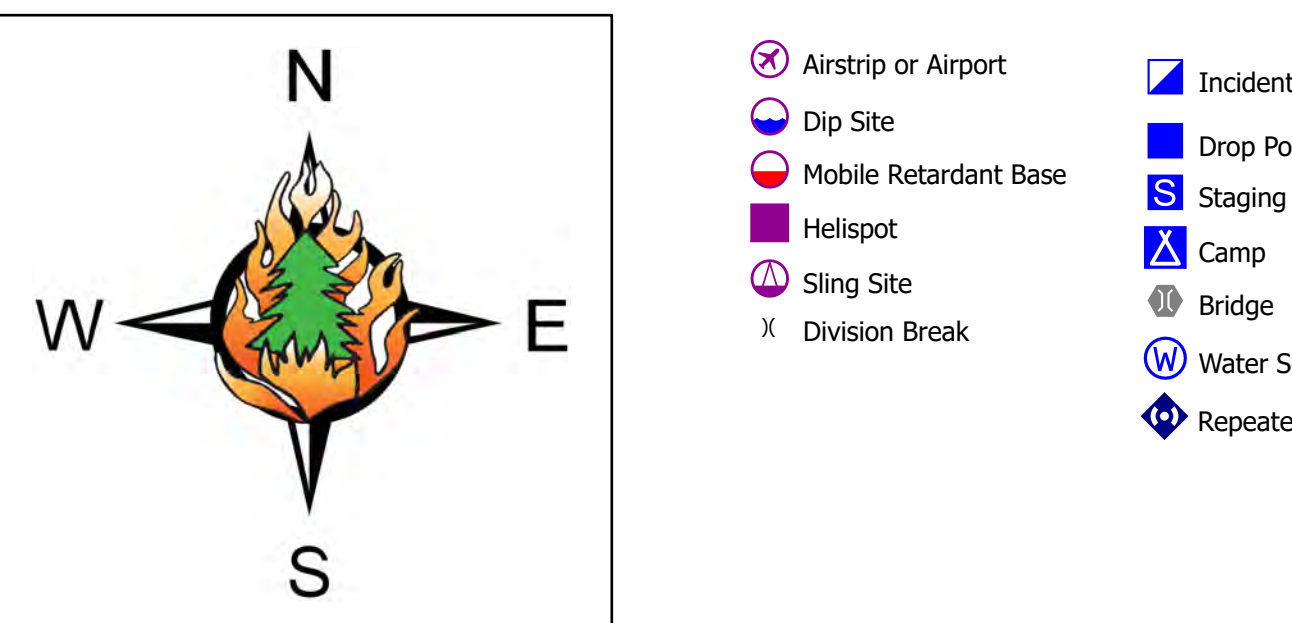 N
W
E
S
Airstrip or Airport
Dip Site
Mobile Retardant Base
Helispot
Sling Site
Division Break
Incident
Drop Po
S
Staging
Camp
Bridge
W
Water S
Repeate